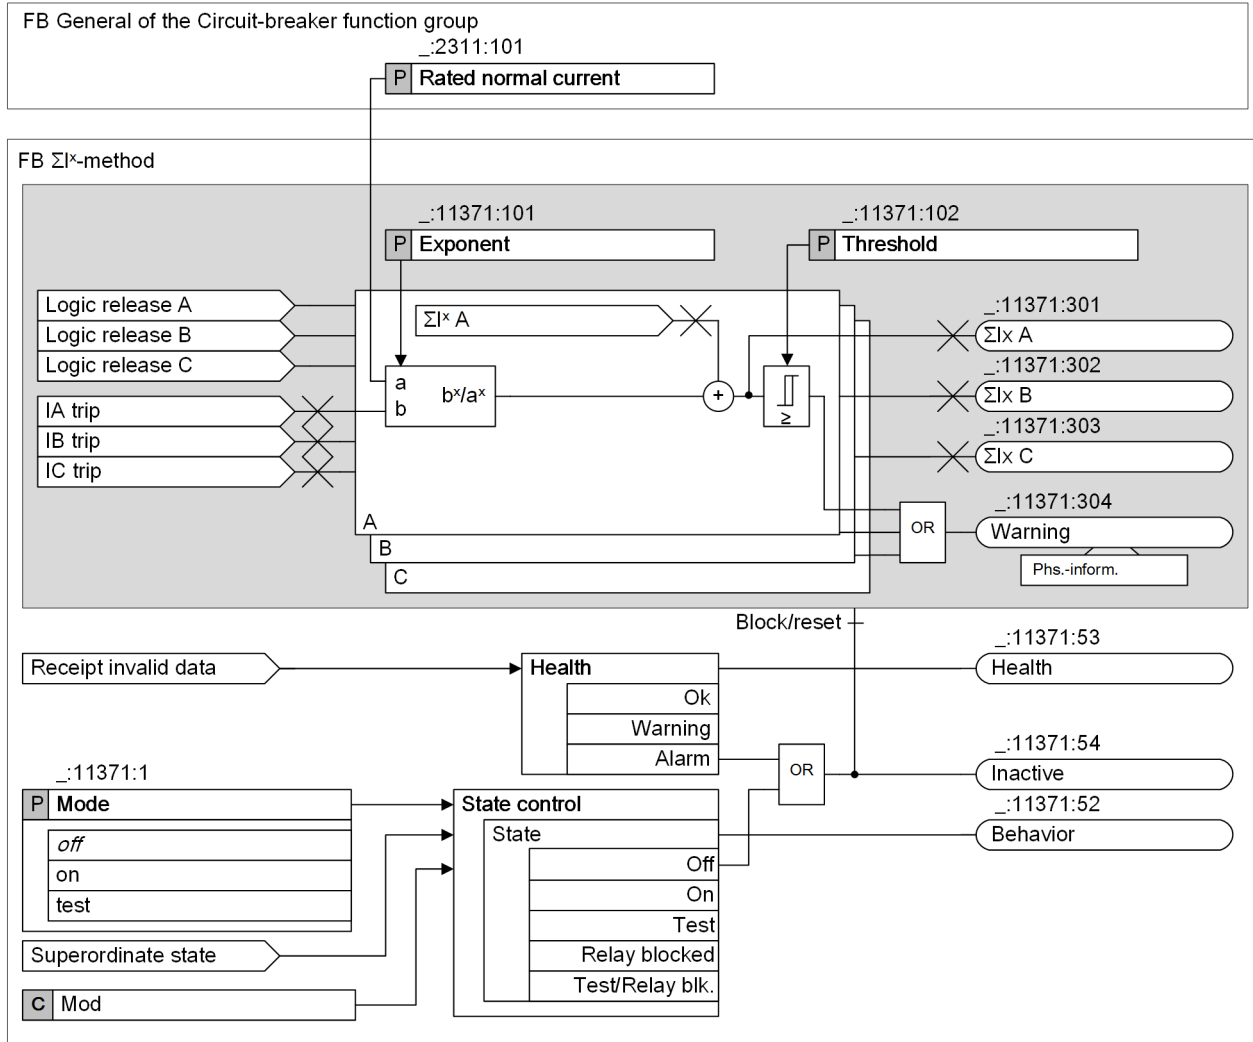 FB General of the Circuit-breaker function group
_:2311:101
P Rated normal current
FB ΣIˣ-method
_:11371:101
P Exponent
_:11371:102
P Threshold
Logic release A
Logic release B
Logic release C
IA trip
IB trip
IC trip
ΣIˣ A
a
b
bˣ/aˣ
+
≥
A
B
C
_:11371:301
ΣIx A
_:11371:302
ΣIx B
_:11371:303
ΣIx C
_:11371:304
OR
Warning
Phs.-inform.
Block/reset
Receipt invalid data
Health
Ok
Warning
Alarm
_:11371:53
Health
OR
_:11371:54
Inactive
_:11371:52
Behavior
_:11371:1
P Mode
off
on
test
Superordinate state
C Mod
State control
State
Off
On
Test
Relay blocked
Test/Relay blk.